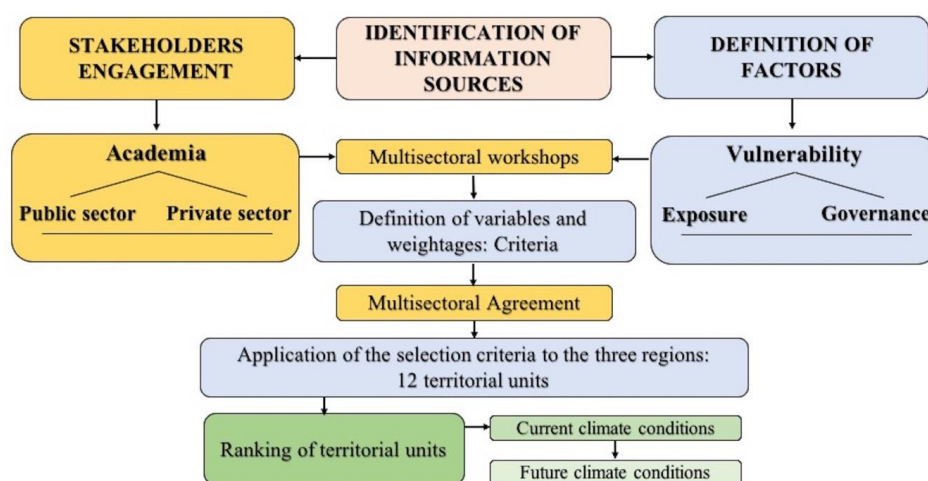 STAKEHOLDERS
ENGAGEMENT
IDENTIFICATION OF
INFORMATION
SOURCES
DEFINITION OF
FACTORS
Academia
Public sector
Private sector
Multisectoral workshops
Vulnerability
Exposure
Governance
Definition of variables and
weightages: Criteria
Multisectoral Agreement
Application of the selection criteria to the three regions:
12 territorial units
Ranking of territorial units
Current climate conditions
Future climate conditions